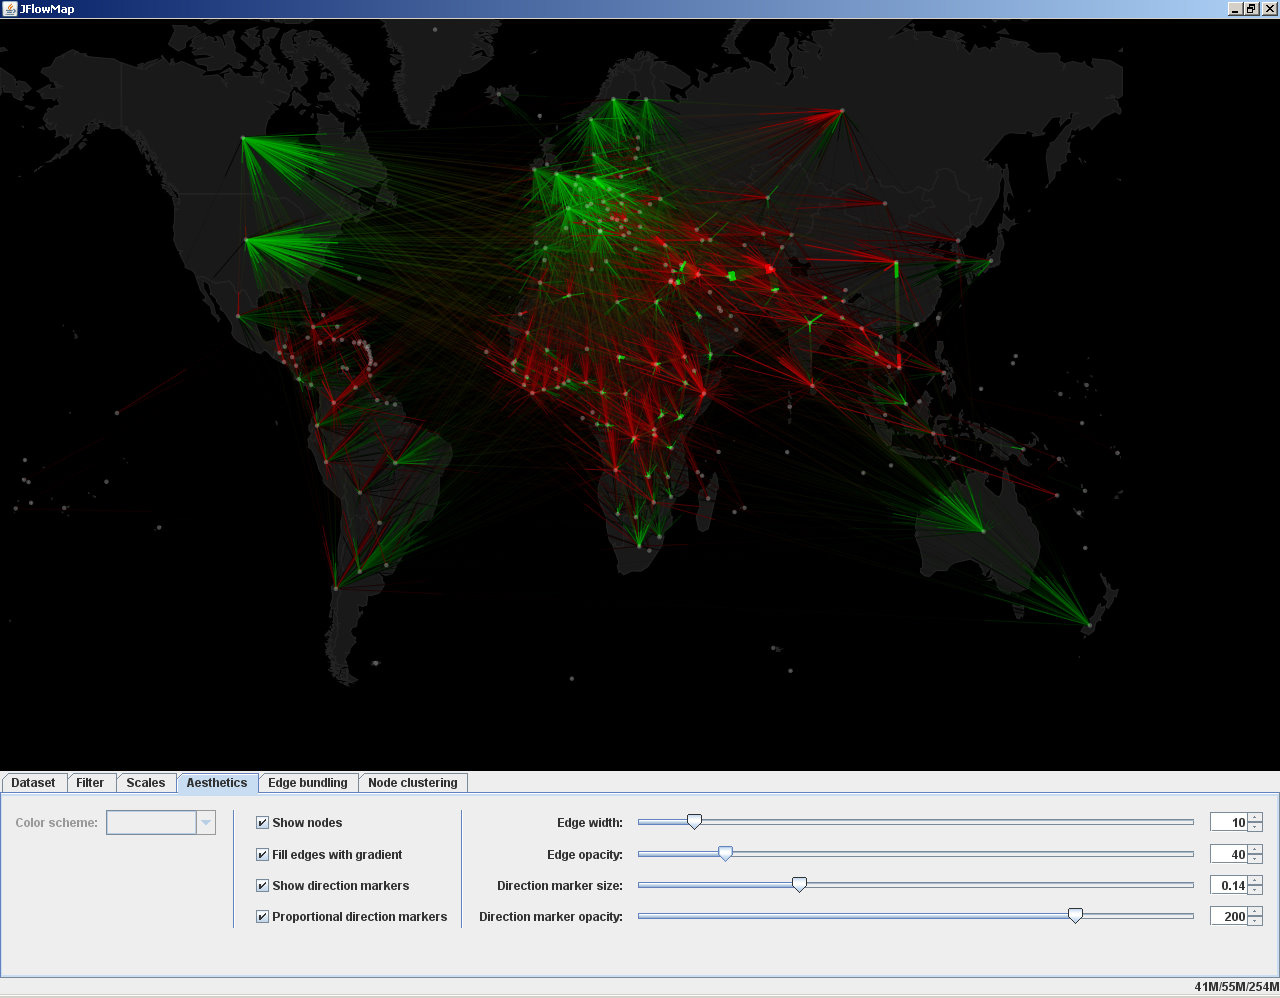 JFlowMap
Dataset Filter Scales Aesthetics Edge bundling Node clustering
Color scheme:
Show nodes
Fill edges with gradient
Show direction markers
Proportional direction markers
Edge width: 10
Edge opacity: 40
Direction marker size: 0.14
Direction marker opacity: 200
41M/55M/254M